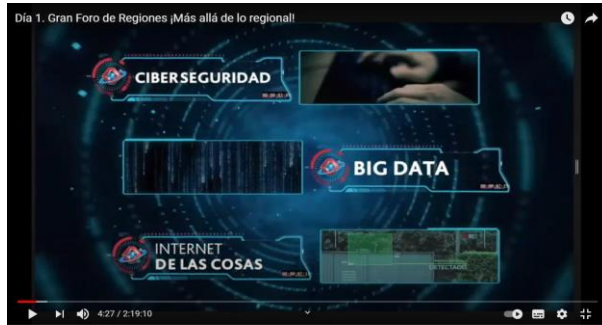 Día 1. Gran Foro de Regiones ¡Más allá de lo regional!
CIBERSEGURIDAD
BIG DATA
INTERNET
DE LAS COSAS
DETECTADO
4:27 / 2:19:10